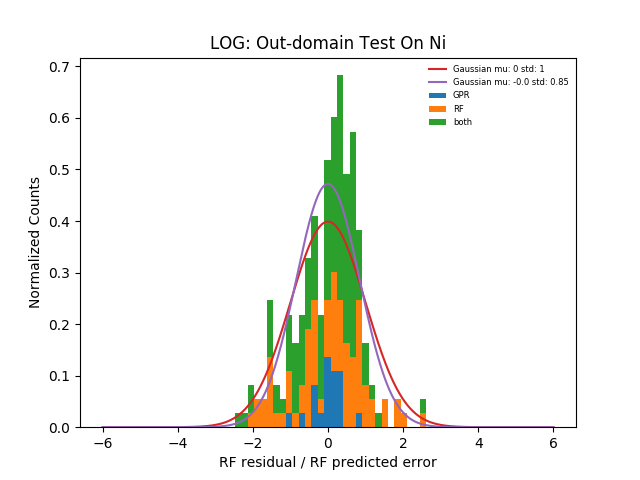 LOG: Out-domain Test On Ni
Gaussian mu: 0 std: 1
Gaussian mu: -0.0 std: 0.85
GPR
RF
both
Normalized Counts
0.7
0.6
0.5
0.4
0.3
0.2
0.1
0.0
−6 −4 −2 0 2 4 6
RF residual / RF predicted error